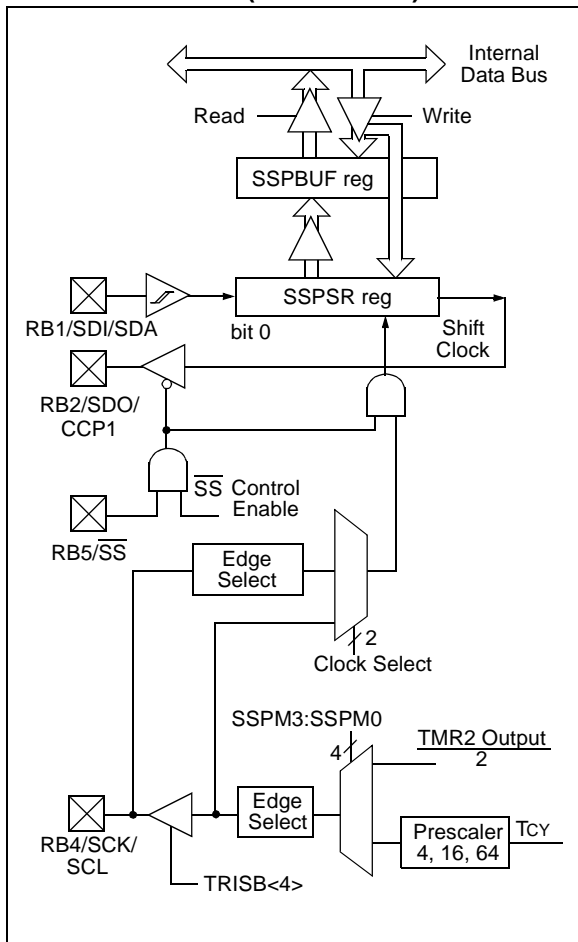 Internal
Data Bus
Read
Write
SSPBUF reg
SSPSR reg
RB1/SDI/SDA
bit 0
Shift
Clock
RB2/SDO/
CCP1
SS Control
Enable
RB5/SS
Edge
Select
2
Clock Select
SSPM3:SSPM0
4
TMR2 Output
2
Edge
Select
Prescaler
4, 16, 64
TCY
RB4/SCK/
SCL
TRISB<4>